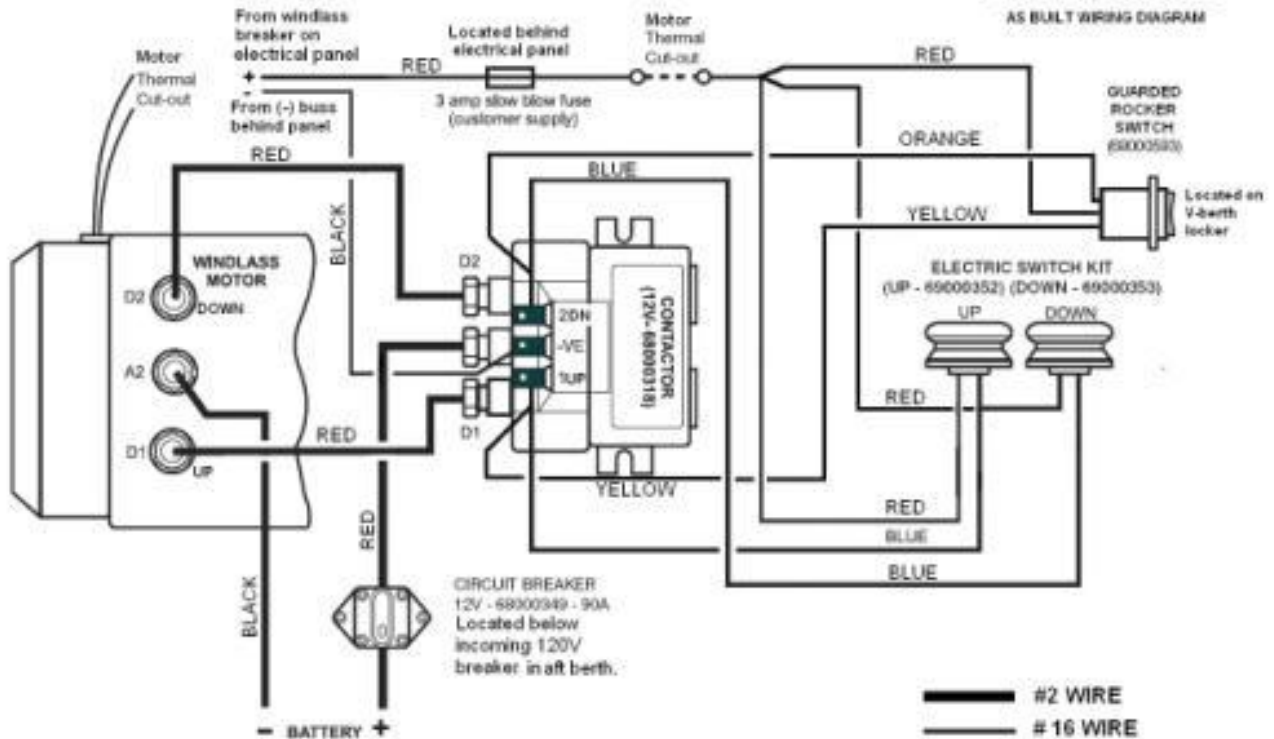 AS BUILT WIRING DIAGRAM
From windlass
breaker on
electrical panel
+
-
From (-) buss
behind panel
Motor
Thermal
Cut-out
RED
Located behind
electrical panel
3 amp slow blow fuse
(customer supply)
Motor
Thermal
Cut-out
RED
GUARDED
ROCKER
SWITCH
(68000593)
Located on
V-berth
locker
ORANGE
YELLOW
BLUE
RED
BLACK
WINDLASS
MOTOR
D2
DOWN
A2
D1
UP
RED
D2
D1
2DN
-VE
1UP
CONTACTOR
(12V- 68000318)
ELECTRIC SWITCH KIT
(UP - 69000352) (DOWN - 69000353)
UP
DOWN
RED
YELLOW
RED
BLUE
BLUE
RED
BLACK
CIRCUIT BREAKER
12V - 68000349 - 90A
Located below
incoming 120V
breaker in aft berth.
- BATTERY +
#2 WIRE
# 16 WIRE